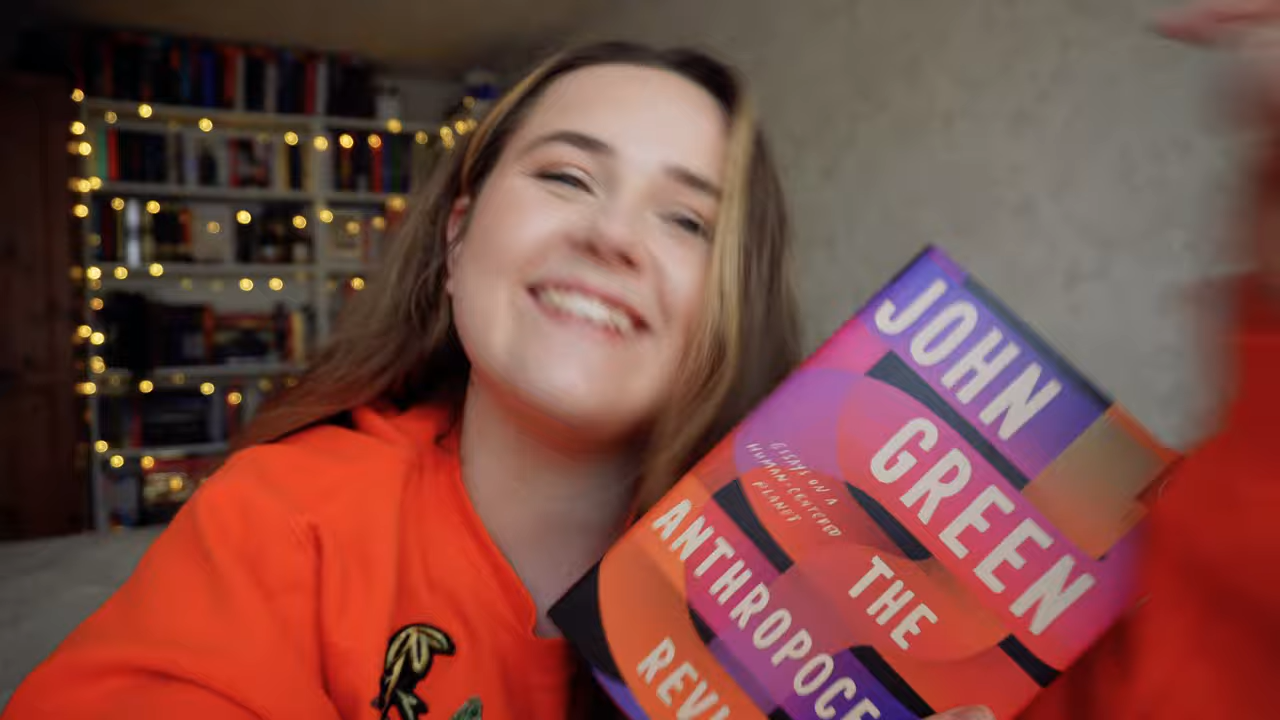 JOHN
GREEN
ESSAYS ON A
HUMAN-CENTERED
PLANET
THE
ANTHROPOCE
REVI